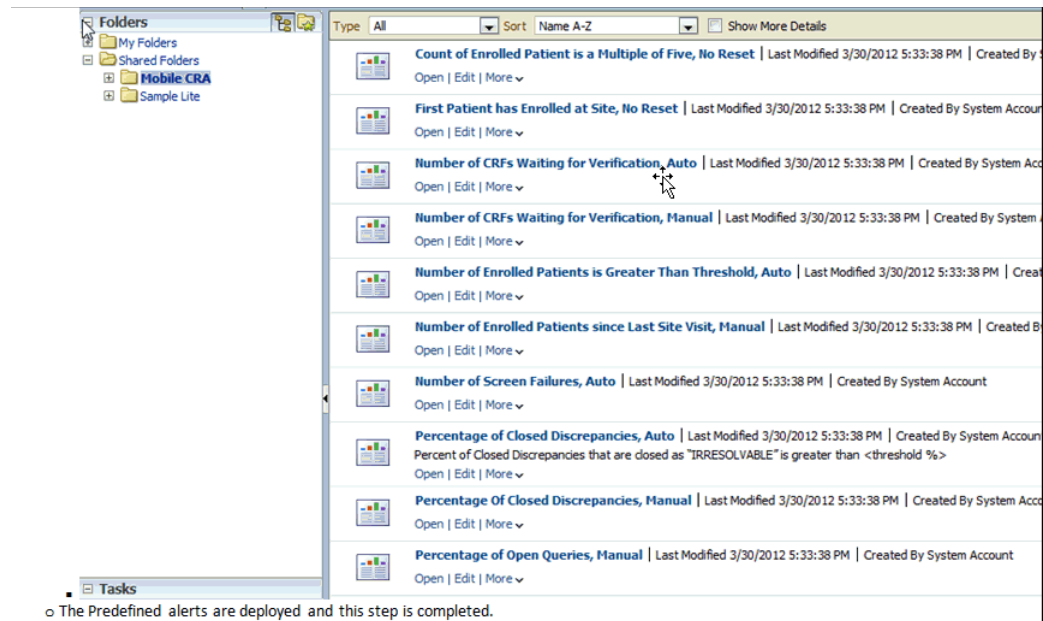 Folders
My Folders
Shared Folders
Mobile CRA
Sample Lite
Tasks
Type All Sort Name A-Z Show More Details
Count of Enrolled Patient is a Multiple of Five, No Reset | Last Modified 3/30/2012 5:33:38 PM | Created By
Open | Edit | More
First Patient has Enrolled at Site, No Reset | Last Modified 3/30/2012 5:33:38 PM | Created By System Accoun
Open | Edit | More
Number of CRFs Waiting for Verification, Auto | Last Modified 3/30/2012 5:33:38 PM | Created By System Acc
Open | Edit | More
Number of CRFs Waiting for Verification, Manual | Last Modified 3/30/2012 5:33:38 PM | Created By System
Open | Edit | More
Number of Enrolled Patients is Greater Than Threshold, Auto | Last Modified 3/30/2012 5:33:38 PM | Creat
Open | Edit | More
Number of Enrolled Patients since Last Site Visit, Manual | Last Modified 3/30/2012 5:33:38 PM | Created B
Open | Edit | More
Number of Screen Failures, Auto | Last Modified 3/30/2012 5:33:38 PM | Created By System Account
Open | Edit | More
Percentage of Closed Discrepancies, Auto | Last Modified 3/30/2012 5:33:38 PM | Created By System Accoun
Percent of Closed Discrepancies that are closed as "IRRESOLVABLE" is greater than <threshold %>
Open | Edit | More
Percentage Of Closed Discrepancies, Manual | Last Modified 3/30/2012 5:33:38 PM | Created By System Acco
Open | Edit | More
Percentage of Open Queries, Manual | Last Modified 3/30/2012 5:33:38 PM | Created By System Account
Open | Edit | More
o The Predefined alerts are deployed and this step is completed.